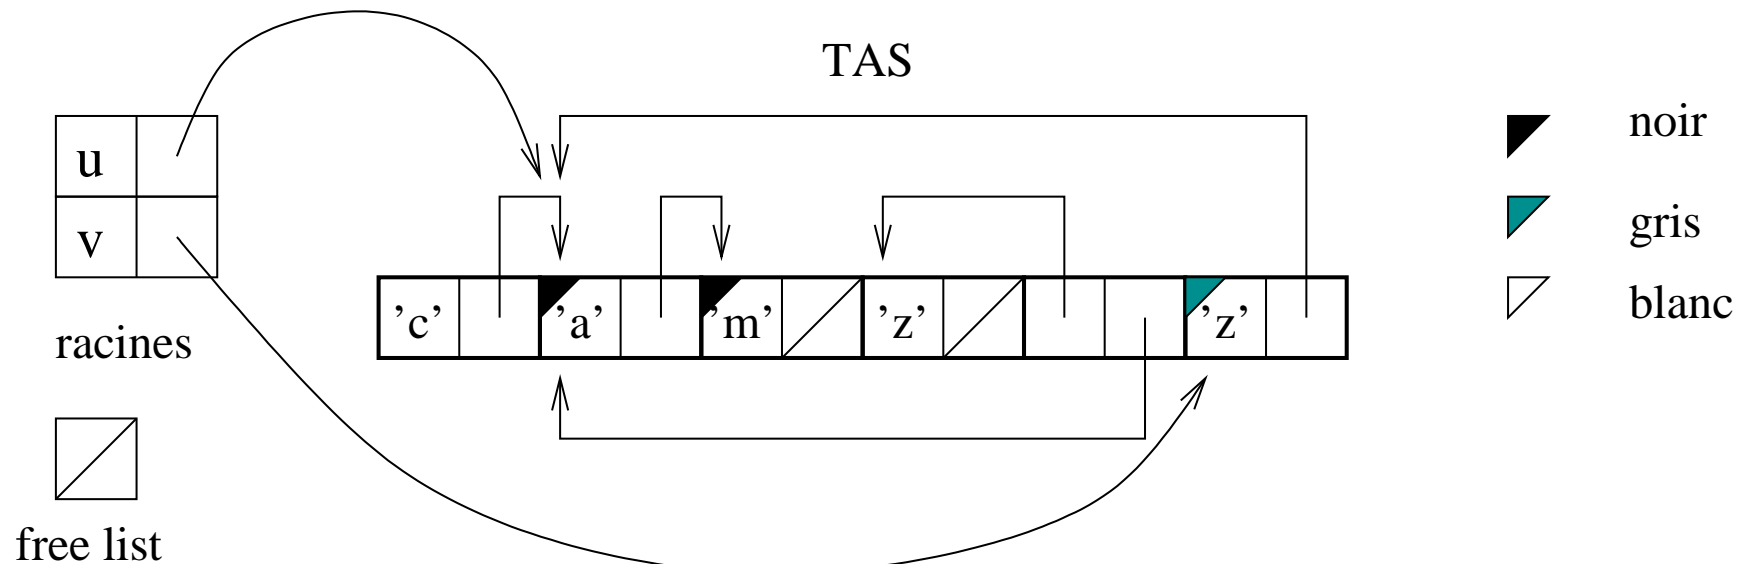 TAS
u
v
racines
free list
'c' 'a' 'm' 'z' 'z'
noir
gris
blanc